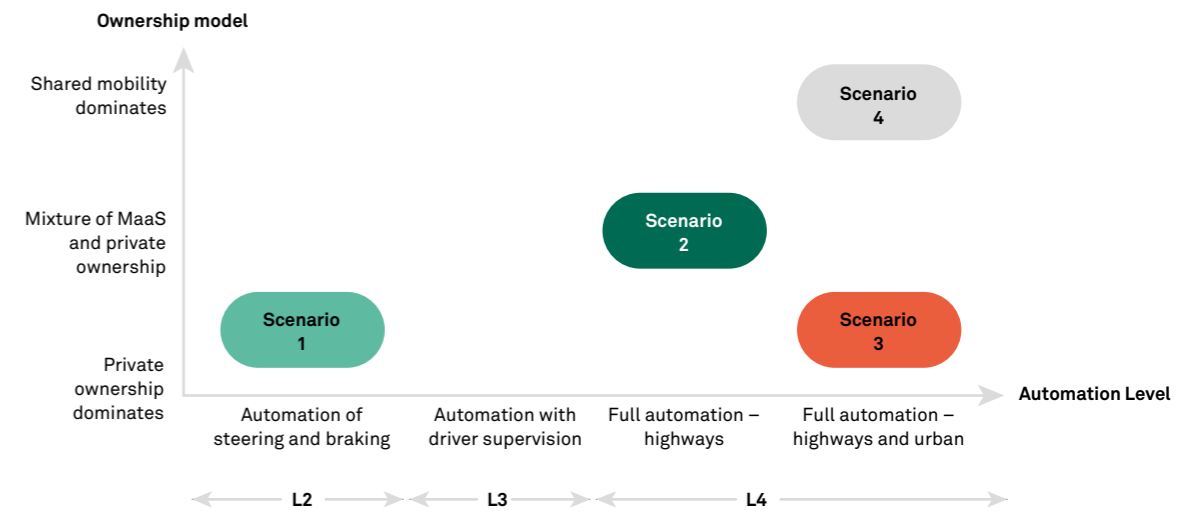 Ownership model
Shared mobility
dominates
Scenario
4
Mixture of MaaS
and private
ownership
Scenario
2
Scenario
1
Scenario
3
Private
ownership
dominates
Automation Level
Automation of
steering and braking
Automation with
driver supervision
Full automation –
highways
Full automation –
highways and urban
L2
L3
L4